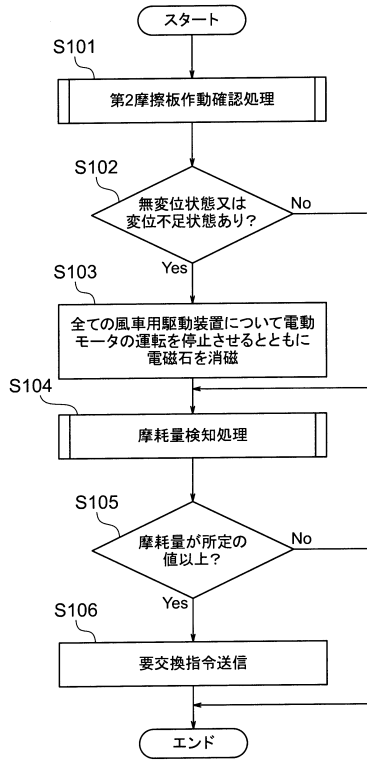 スタート
S101
第2摩擦板作動確認処理
S102
無変位状態又は
変位不足状態あり？
No
Yes
S103
全ての風車用駆動装置について電動
モータの運転を停止させるとともに
電磁石を消磁
S104
摩耗量検知処理
S105
摩耗量が所定の
値以上？
No
Yes
S106
要交換指令送信
エンド